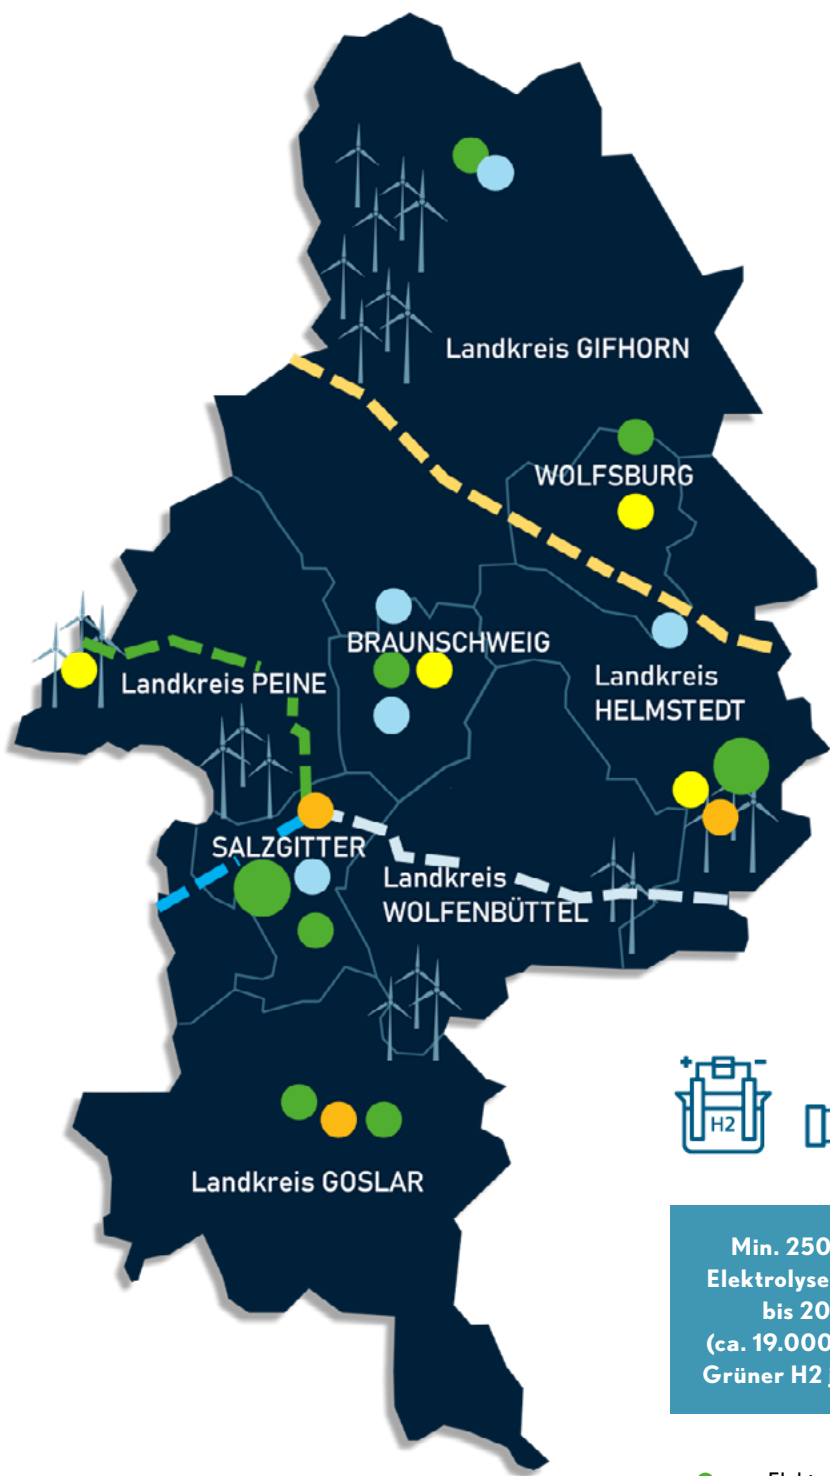 Landkreis GIFHORN
WOLFSBURG
BRAUNSCHWEIG
Landkreis PEINE
Landkreis
HELMSTEDT
SALZGITTER
Landkreis
WOLFENBÜTTEL
Landkreis GOSLAR
+ -
H2
Min. 250
Elektrolyse
bis 20
(ca. 19.000
Grüner H2